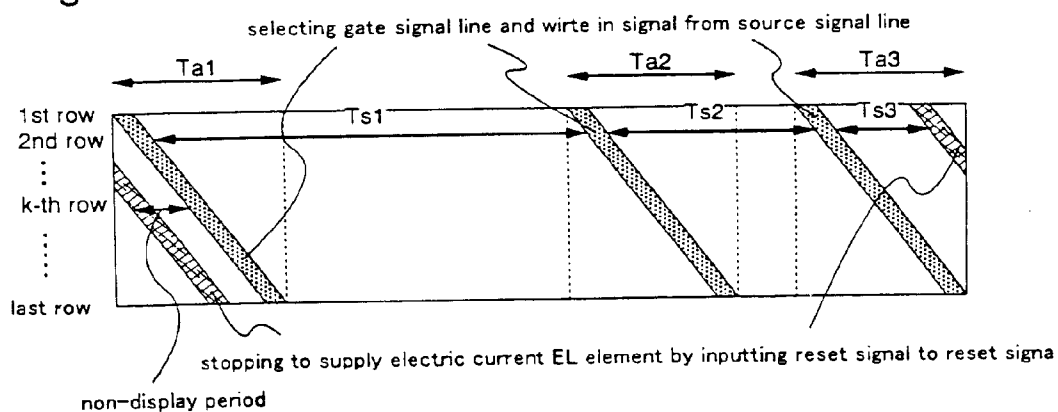 selecting gate signal line and wirte in signal from source signal line
Ta1
Ta2
Ta3
1st row
Ts1
Ts2
Ts3
2nd row
k-th row
last row
stopping to supply electric current EL element by inputting reset signal to reset signa
non-display period